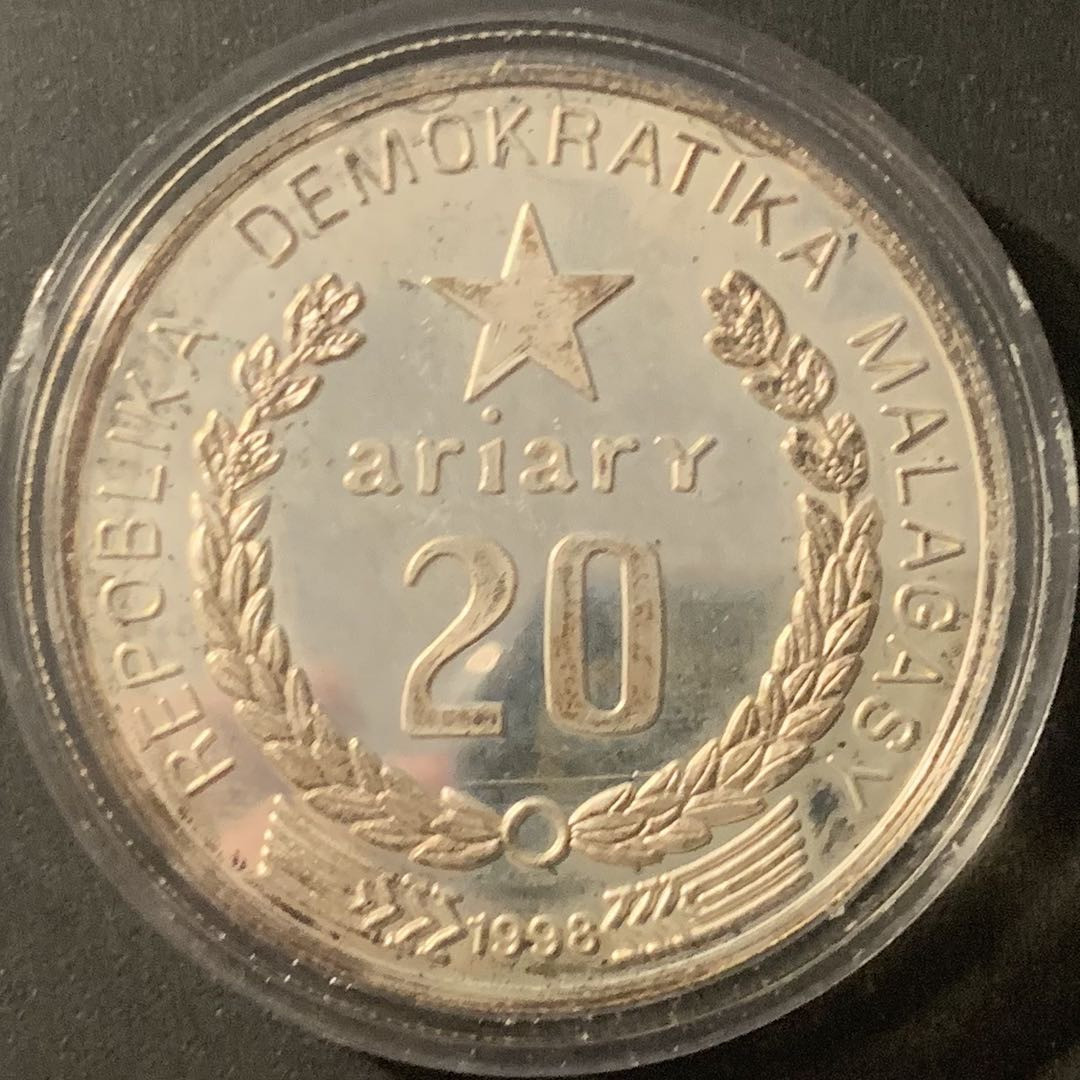 REPOBLIKA DEMOKRATIKA MALAGASY
ariary
20
1998